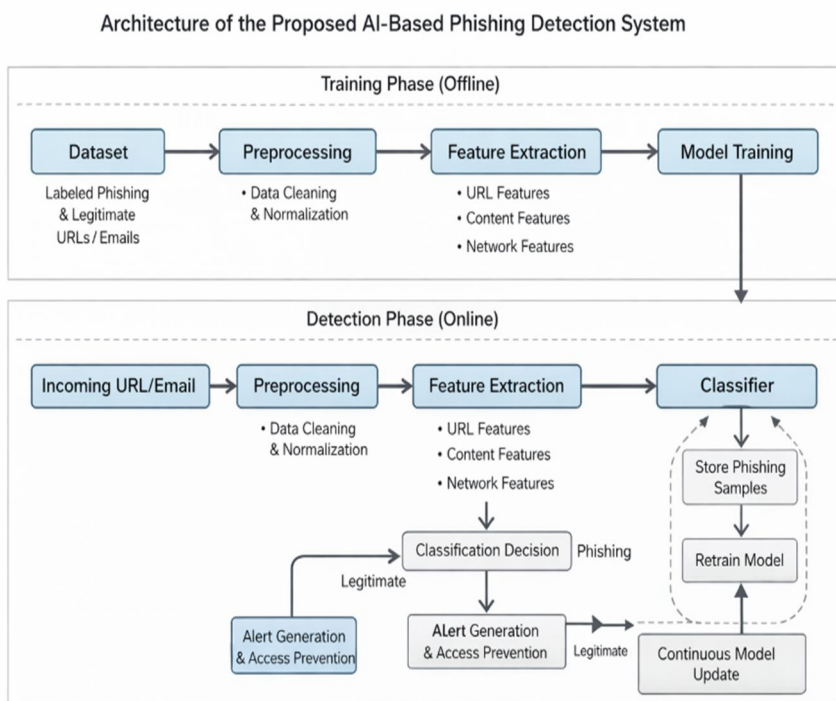 Architecture of the Proposed AI-Based Phishing Detection System
Training Phase (Offline)
Dataset
Preprocessing
Feature Extraction
Model Training
Labeled Phishing
& Legitimate
URLs / Emails
• Data Cleaning
& Normalization
• URL Features
• Content Features
• Network Features
Detection Phase (Online)
Incoming URL/Email
Preprocessing
Feature Extraction
Classifier
• Data Cleaning
& Normalization
• URL Features
• Content Features
• Network Features
Store Phishing
Samples
Classification Decision
Phishing
Retrain Model
Legitimate
Alert Generation
& Access Prevention
ALert Generation
& Access Prevention
Legitimate
Continuous Model
Update